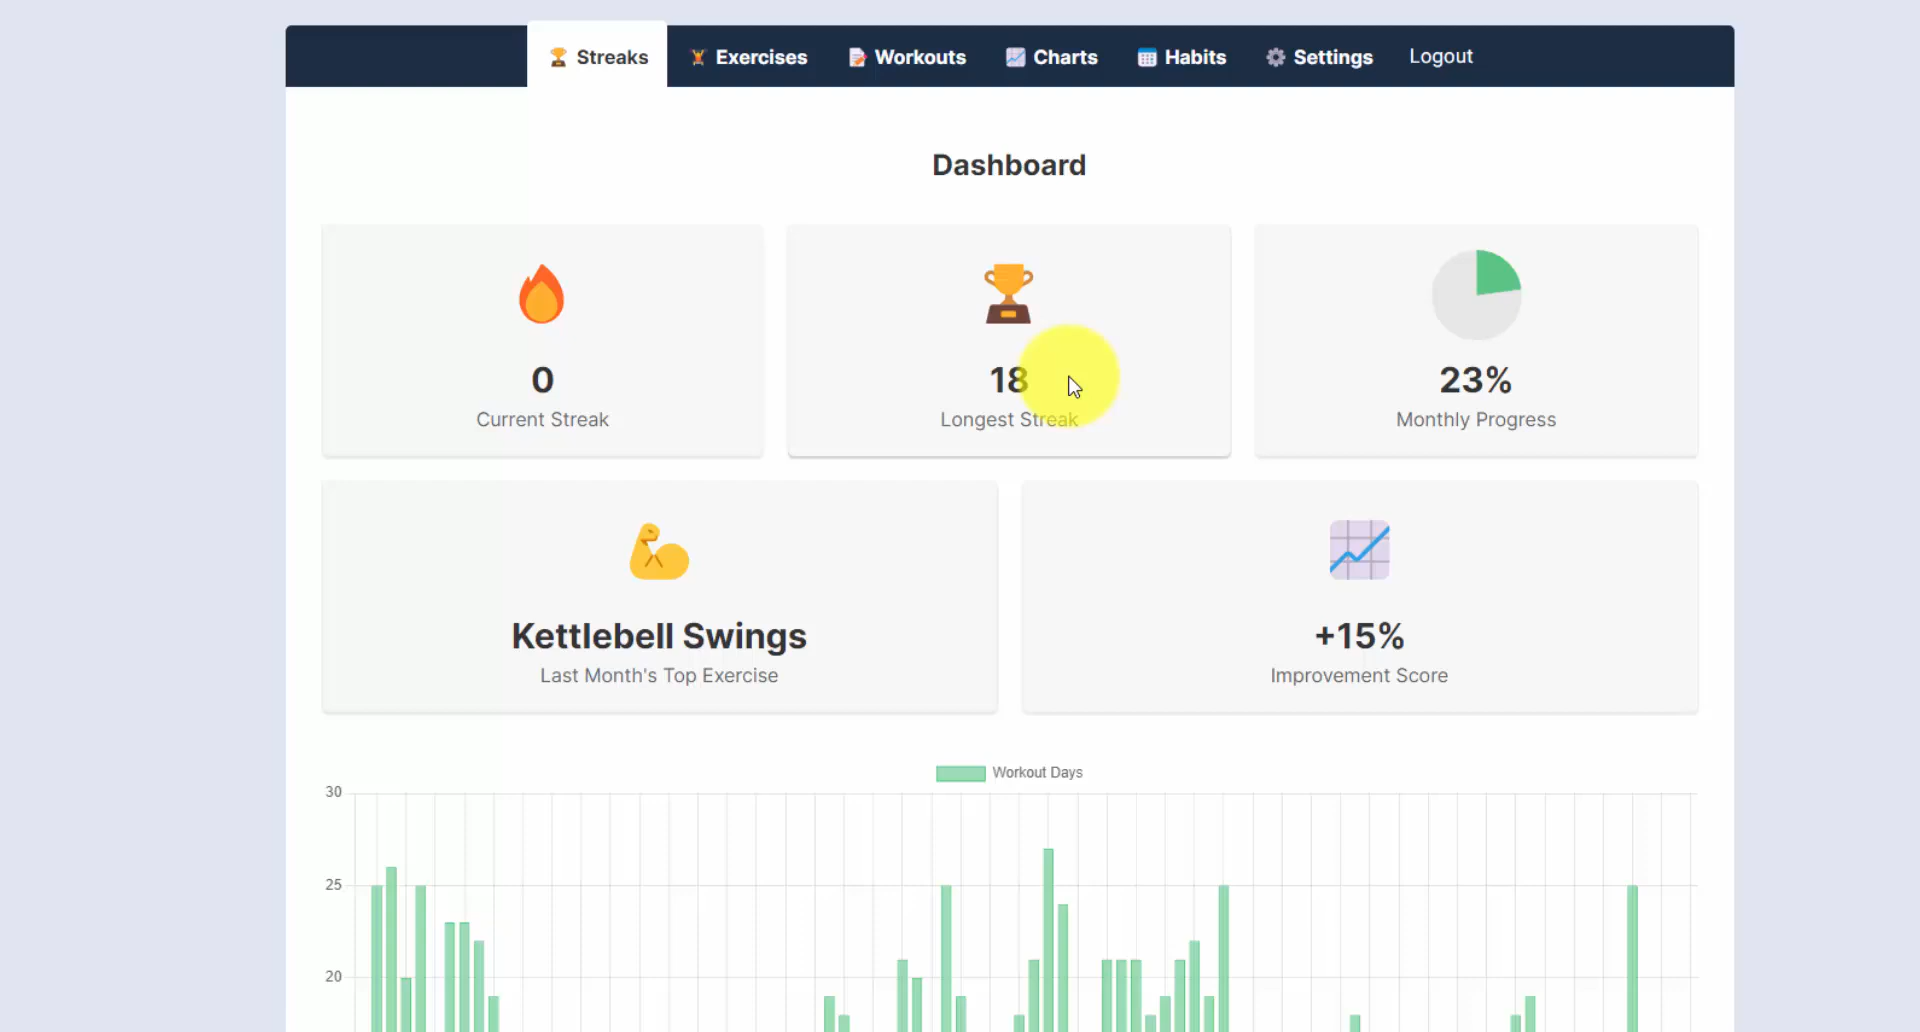 Streaks Exercises Workouts Charts Habits Settings Logout
Dashboard
0
Current Streak
18
Longest Streak
23%
Monthly Progress
Kettlebell Swings
Last Month's Top Exercise
+15%
Improvement Score
Workout Days
30
25
20